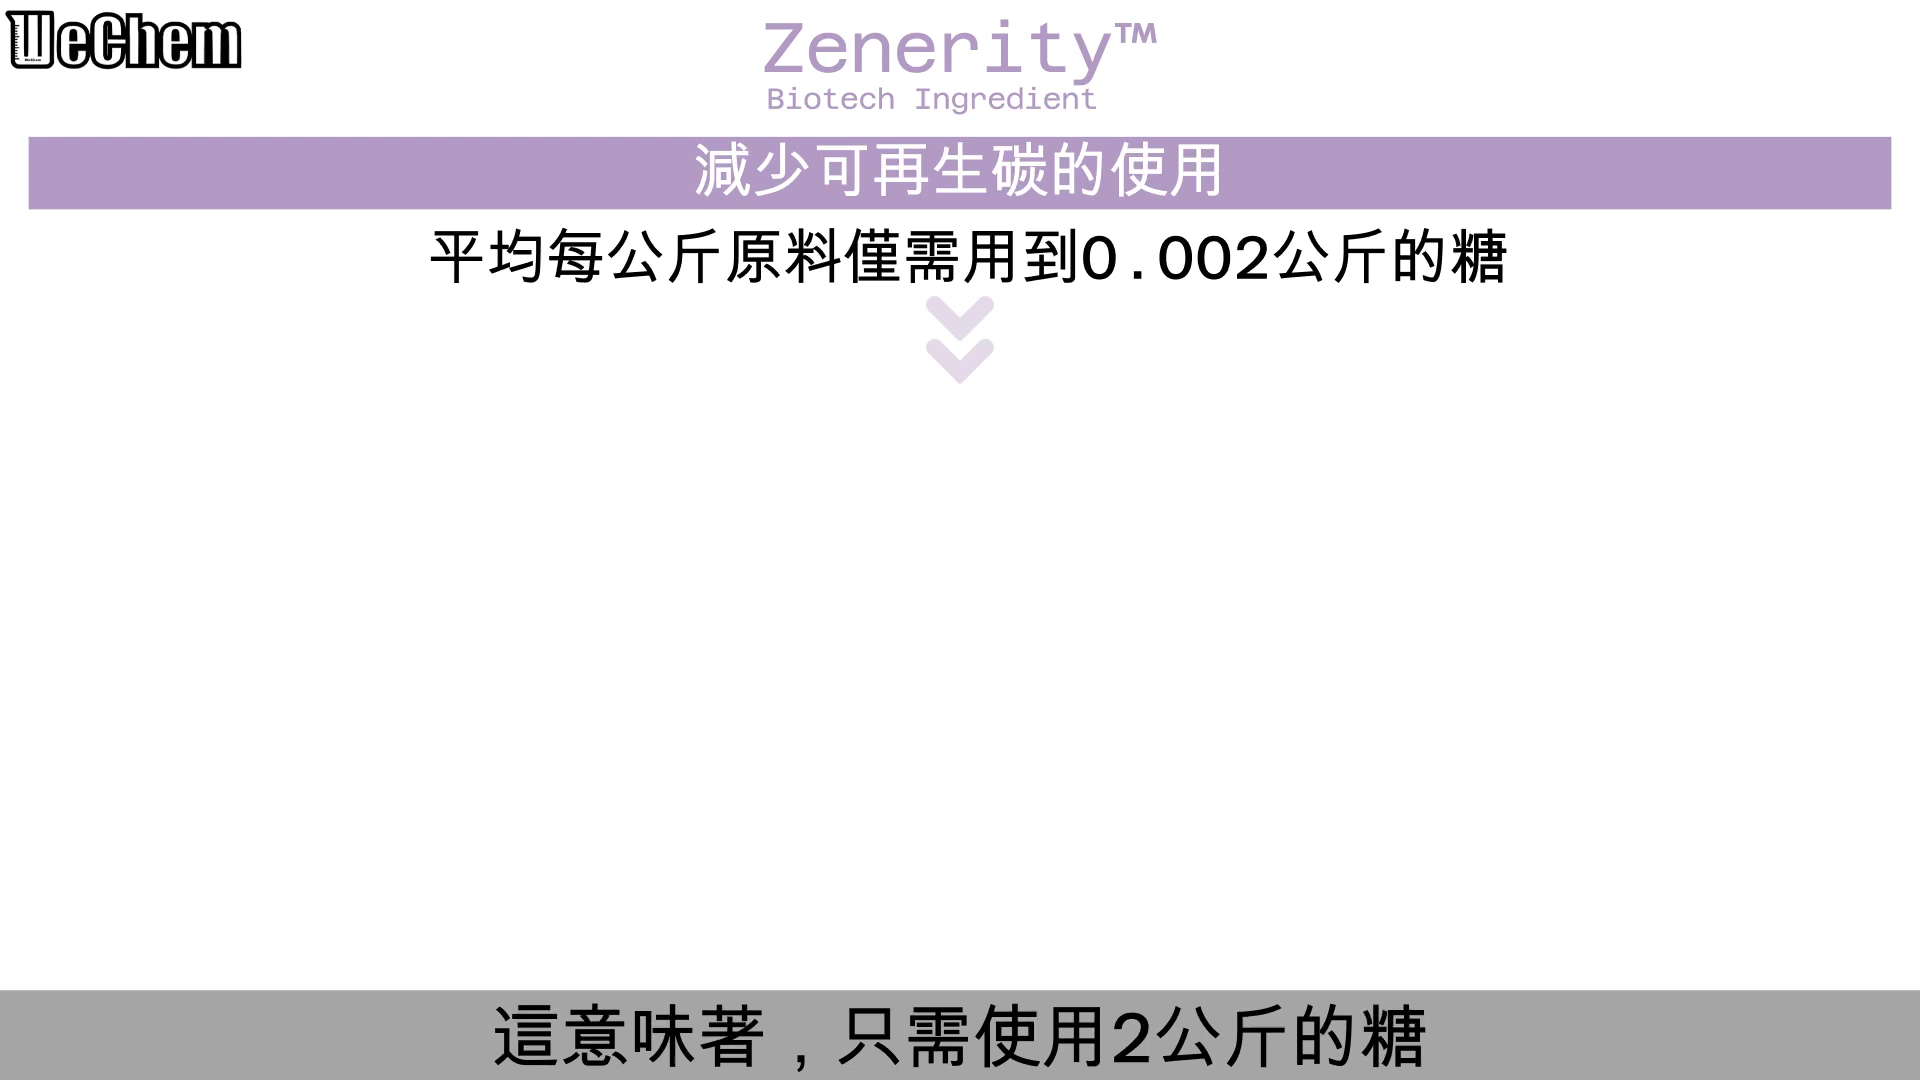 WeChem
Zenerity™
Biotech Ingredient
減少可再生碳的使用
平均每公斤原料僅需用到0.002公斤的糖
這意味著,只需使用2公斤的糖